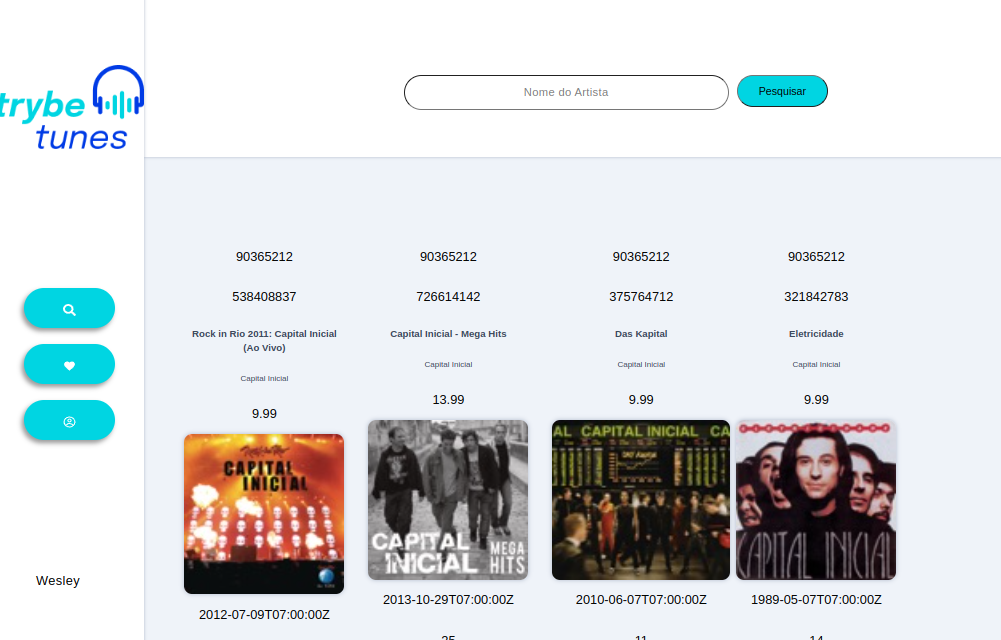 trybe
tunes
Nome do Artista
Pesquisar
Wesley
90365212
538408837
Rock in Rio 2011: Capital Inicial
(Ao Vivo)
Capital Inicial
9.99
CAPITAL
INICIAL
2012-07-09T07:00:00Z
90365212
726614142
Capital Inicial - Mega Hits
Capital Inicial
13.99
CAPITAL
INICIAL
MEGA
HITS
2013-10-29T07:00:00Z
25
90365212
375764712
Das Kapital
Capital Inicial
9.99
AL CAPITAL INICIAL CA
2010-06-07T07:00:00Z
11
90365212
321842783
Eletricidade
Capital Inicial
9.99
CAPITAL INICIAL
1989-05-07T07:00:00Z
14